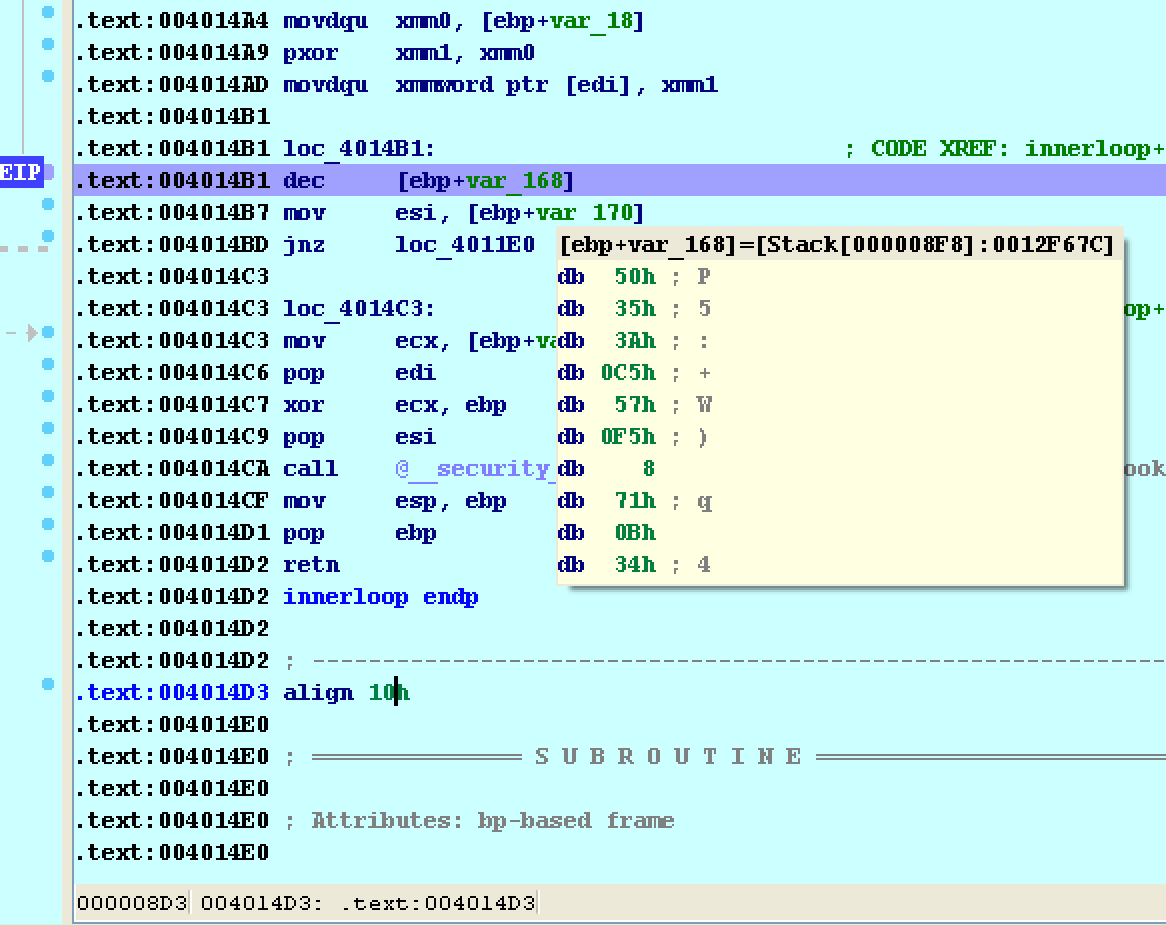 .text:004014A4 movdqu xmm0, [ebp+var_18]
.text:004014A9 pxor xmm1, xmm0
.text:004014AD movdqu xmmword ptr [edi], xmm1
.text:004014B1
.text:004014B1 loc_4014B1: ; CODE XREF: innerloop+
EIP .text:004014B1 dec [ebp+var_168]
.text:004014B7 mov esi, [ebp+var_170]
.text:004014BD jnz loc_4011E0 [ebp+var_168]=[Stack[000008F8]:0012F67C]
.text:004014C3 db 50h ; P
.text:004014C3 loc_4014C3: db 35h ; 5 op+
.text:004014C3 mov ecx, [ebp+va db 3Ah ; :
.text:004014C6 pop edi db 0C5h ; +
.text:004014C7 xor ecx, ebp db 57h ; W
.text:004014C9 pop esi db 0F5h ; )
.text:004014CA call @__security_ db 8 ook
.text:004014CF mov esp, ebp db 71h ; q
.text:004014D1 pop ebp db 0Bh
.text:004014D2 retn db 34h ; 4
.text:004014D2 innerloop endp
.text:004014D2
.text:004014D2 ; ---------------------------------------------------------------
.text:004014D3 align 10h
.text:004014E0
.text:004014E0 ; ═══════════════ S U B R O U T I N E ═══════════════════════════
.text:004014E0
.text:004014E0 ; Attributes: bp-based frame
.text:004014E0
000008D3 004014D3: .text:004014D3